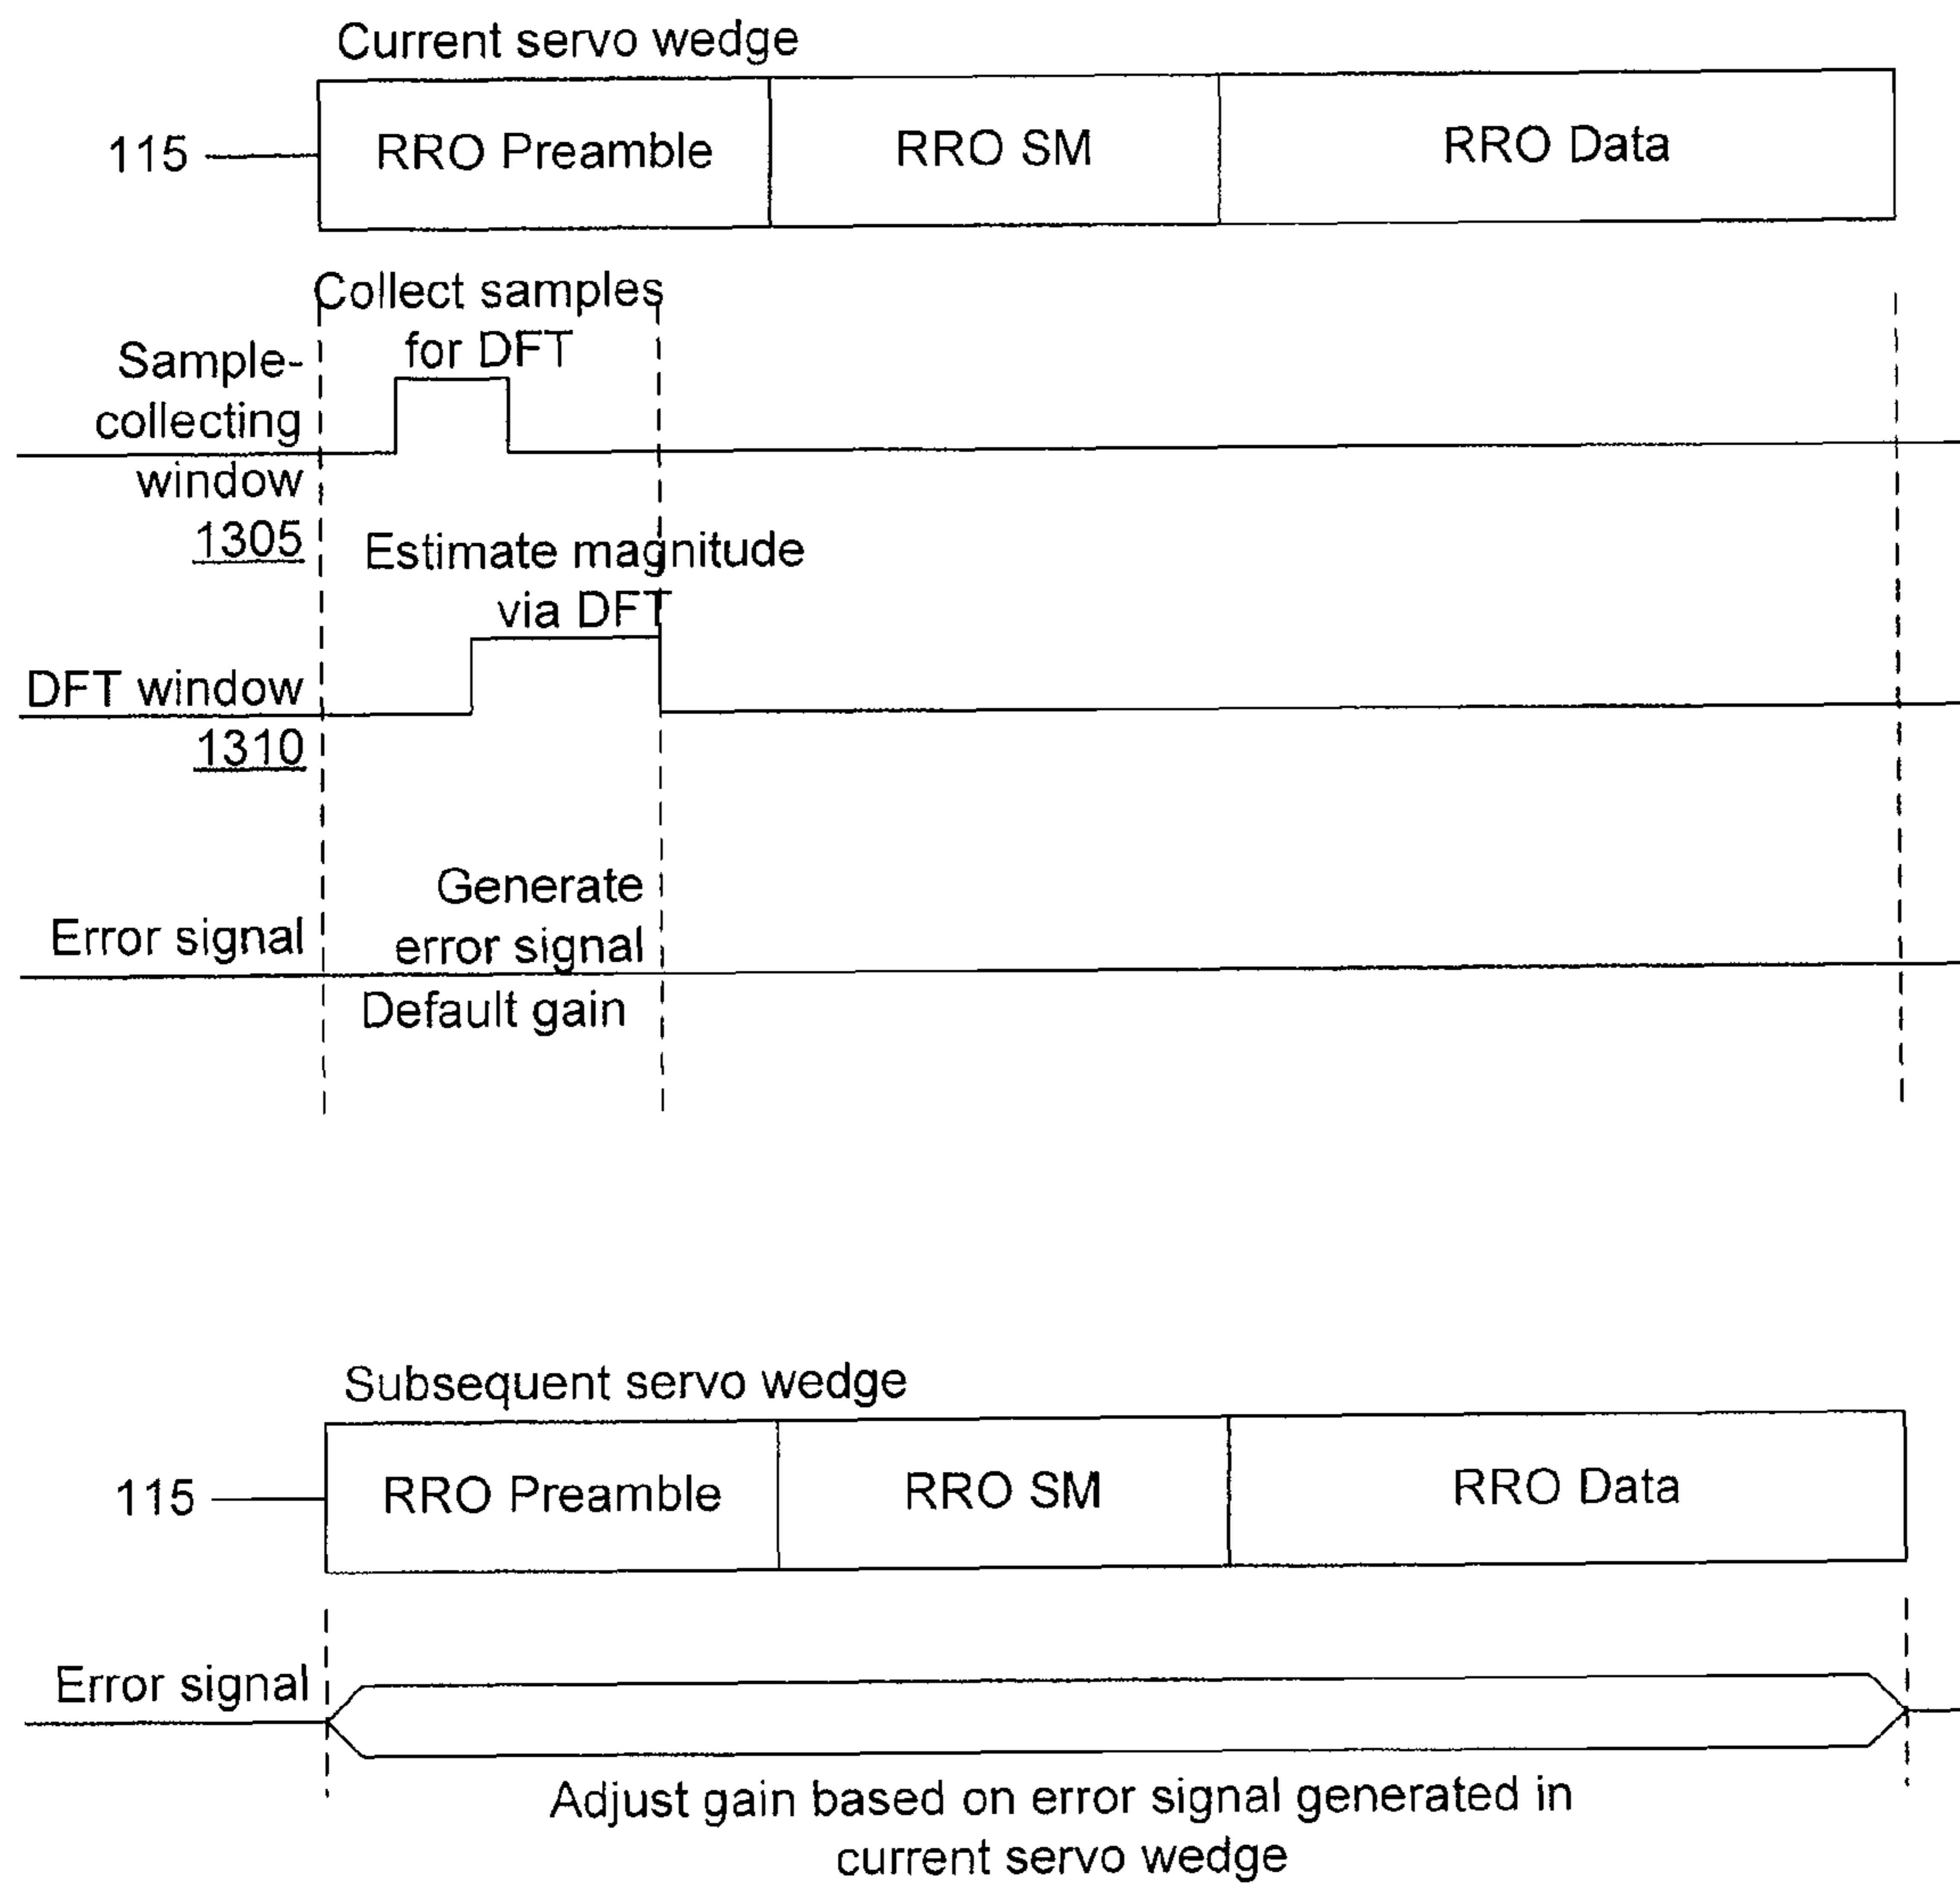 Current servo wedge
115
RRO Preamble
RRO SM
RRO Data
Collect samples
for DFT
Sample-
collecting
window
1305
Estimate magnitude
via DFT
DFT window
1310
Generate
error signal
Error signal
Default gain
Subsequent servo wedge
115
RRO Preamble
RRO SM
RRO Data
Error signal
Adjust gain based on error signal generated in
current servo wedge